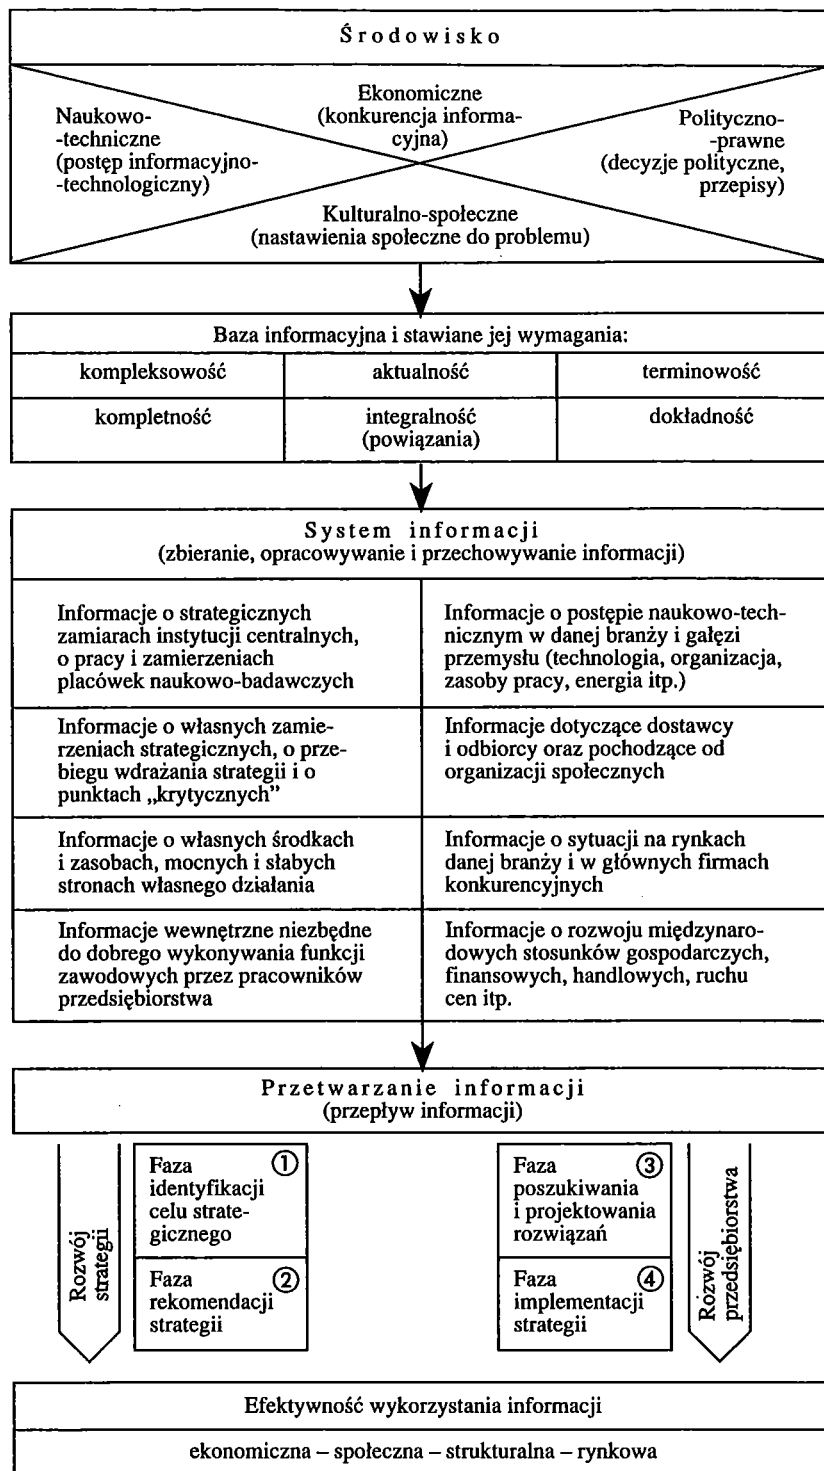 Środowisko
Ekonomiczne
(konkurencja informa-
cyjna)
Naukowo-
-techniczne
(postęp informacyjno-
-technologiczny)
Polityczno-
-prawne
(decyzje polityczne,
przepisy)
Kulturalno-społeczne
(nastawienia społeczne do problemu)
Baza informacyjna i stawiane jej wymagania:
kompleksowość
aktualność
terminowość
kompletność
integralność
(powiązania)
dokładność
System informacji
(zbieranie, opracowywanie i przechowywanie informacji)
Informacje o strategicznych
zamiarach instytucji centralnych,
o pracy i zamierzeniach
placówek naukowo-badawczych
Informacje o postępie naukowo-tech-
nicznym w danej branży i gałęzi
przemysłu (technologia, organizacja,
zasoby pracy, energia itp.)
Informacje o własnych zamie-
rzeniach strategicznych, o prze-
biegu wdrażania strategii i o
punktach „krytycznych”
Informacje dotyczące dostawcy
i odbiorcy oraz pochodzące od
organizacji społecznych
Informacje o własnych środkach
i zasobach, mocnych i słabych
stronach własnego działania
Informacje o sytuacji na rynkach
danej branży i w głównych firmach
konkurencyjnych
Informacje wewnętrzne niezbędne
do dobrego wykonywania funkcji
zawodowych przez pracowników
przedsiębiorstwa
Informacje o rozwoju międzynaro-
dowych stosunków gospodarczych,
finansowych, handlowych, ruchu
cen itp.
Przetwarzanie informacji
(przepływ informacji)
Rozwój
strategii
Faza ①
identyfikacji
celu strate-
gicznego
Faza ②
rekomendacji
strategii
Faza ③
poszukiwania
i projektowania
rozwiązań
Faza ④
implementacji
strategii
Rozwój
przedsiębiorstwa
Efektywność wykorzystania informacji
ekonomiczna – społeczna – strukturalna – rynkowa